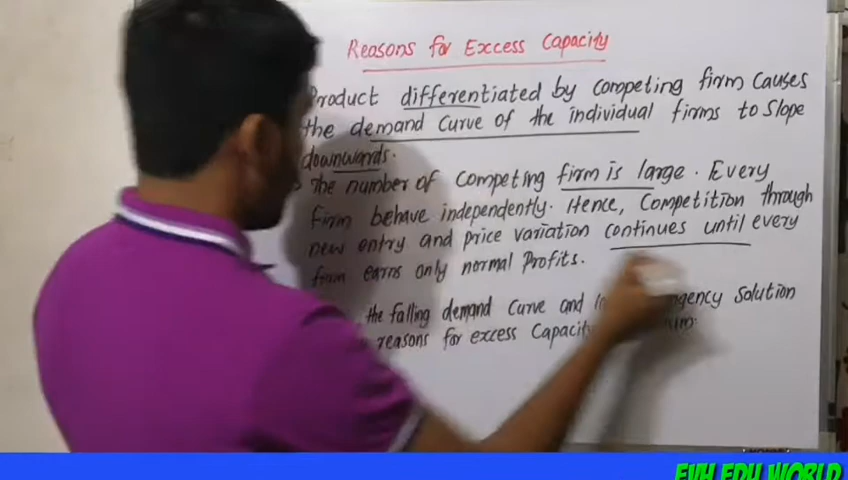 Reasons for Excess Capacity
Product differentiated by competing firm causes
the demand curve of the individual firms to slope
downwards.
The number of competing firm is large. Every
firm behave independently. Hence, Competition through
new entry and price variation continues until every
firm earns only normal Profits.
the falling demand curve and solution
reasons for excess Capacity
EVH EDU WORLD